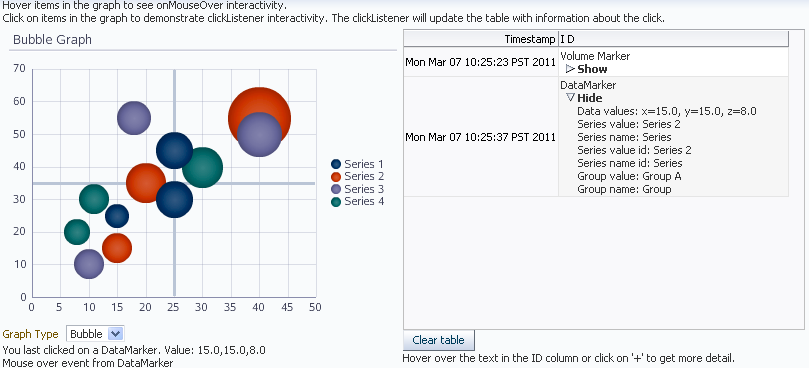 Hover items in the graph to see onMouseOver interactivity.
Click on items in the graph to demonstrate clickListener interactivity. The clickListener will update the table with information about the click.
Bubble Graph
70
60
50
40
30
20
10
0
0 5 10 15 20 25 30 35 40 45 50
Series 1
Series 2
Series 3
Series 4
Graph Type Bubble
You last clicked on a DataMarker. Value: 15.0,15.0,8.0
Mouse over event from DataMarker
Timestamp ID
Mon Mar 07 10:25:23 PST 2011
Volume Marker
Show
Mon Mar 07 10:25:37 PST 2011
DataMarker
Hide
Data values: x=15.0, y=15.0, z=8.0
Series value: Series 2
Series name: Series
Series value id: Series 2
Series name id: Series
Group value: Group A
Group name: Group
Clear table
Hover over the text in the ID column or click on '+' to get more detail.